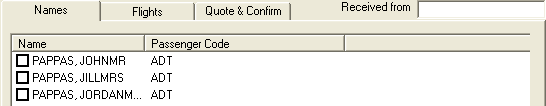 Names Flights Quote & Confirm Received from
Name Passenger Code
PAPPAS, JOHNMR ADT
PAPPAS, JILLMRS ADT
PAPPAS, JORDANM... ADT